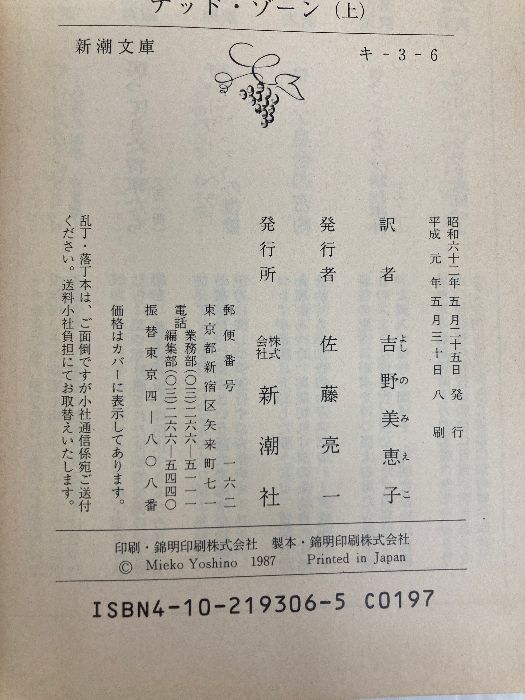 デッド・ゾーン(上)
新潮文庫
キ-3-6
昭和六十二年五月二十五日 発行
平成元年五月三十日 八刷
訳者 吉野美恵子
よしのみえこ
発行者 佐藤亮一
発行所 株式会社 新潮社
郵便番号 一六二
東京都新宿区矢来町七一
電話 業務部(〇三)二六六―五一一一
編集部(〇三)二六六―五四四〇
振替東京四―八〇八番
価格はカバーに表示してあります。
乱丁・落丁本は、ご面倒ですが小社通信係宛ご送付
ください。送料小社負担にてお取替えいたします。
印刷・錦明印刷株式会社 製本・錦明印刷株式会社
© Mieko Yoshino 1987 Printed in Japan
ISBN4-10-219306-5 C0197